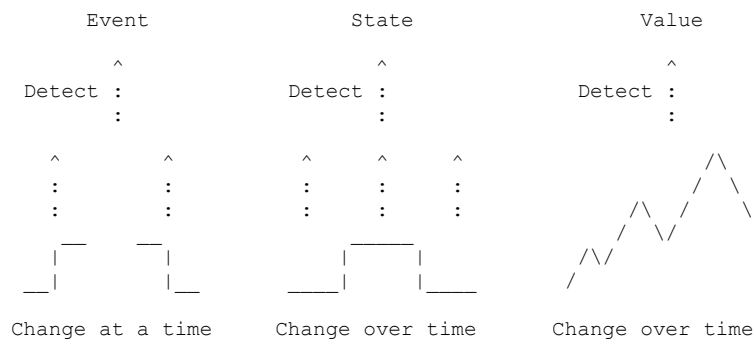 Event State Value
Detect : Detect : Detect :
Change at a time Change over time Change over time